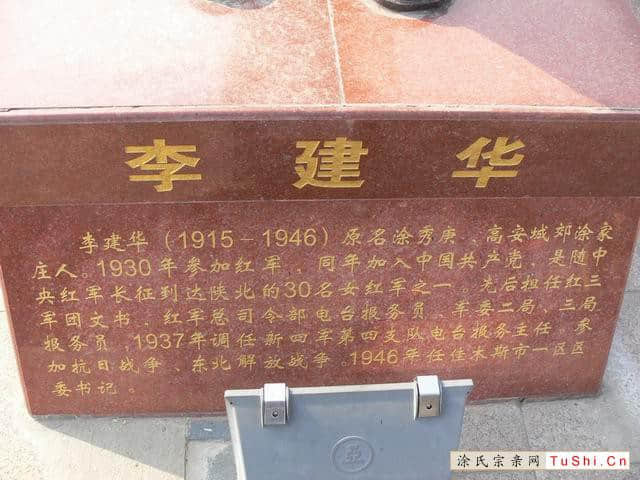 李建华
李建华(1915-1946)原名涂秀庚、高安城郊涂家
庄人。1930年参加红军、同年加入中国共产党，是随中
央红军长征到达陕北的30名女红军之一。先后担任红三
军团文书、红军总司令部电台报务员、军委二局、三局
报务员，1937年调任新四军第四支队电台报务主任。参
加抗日战争、东北解放战争。1946年任佳木斯市一区区
委书记。
涂氏宗亲网 TuShi.Cn